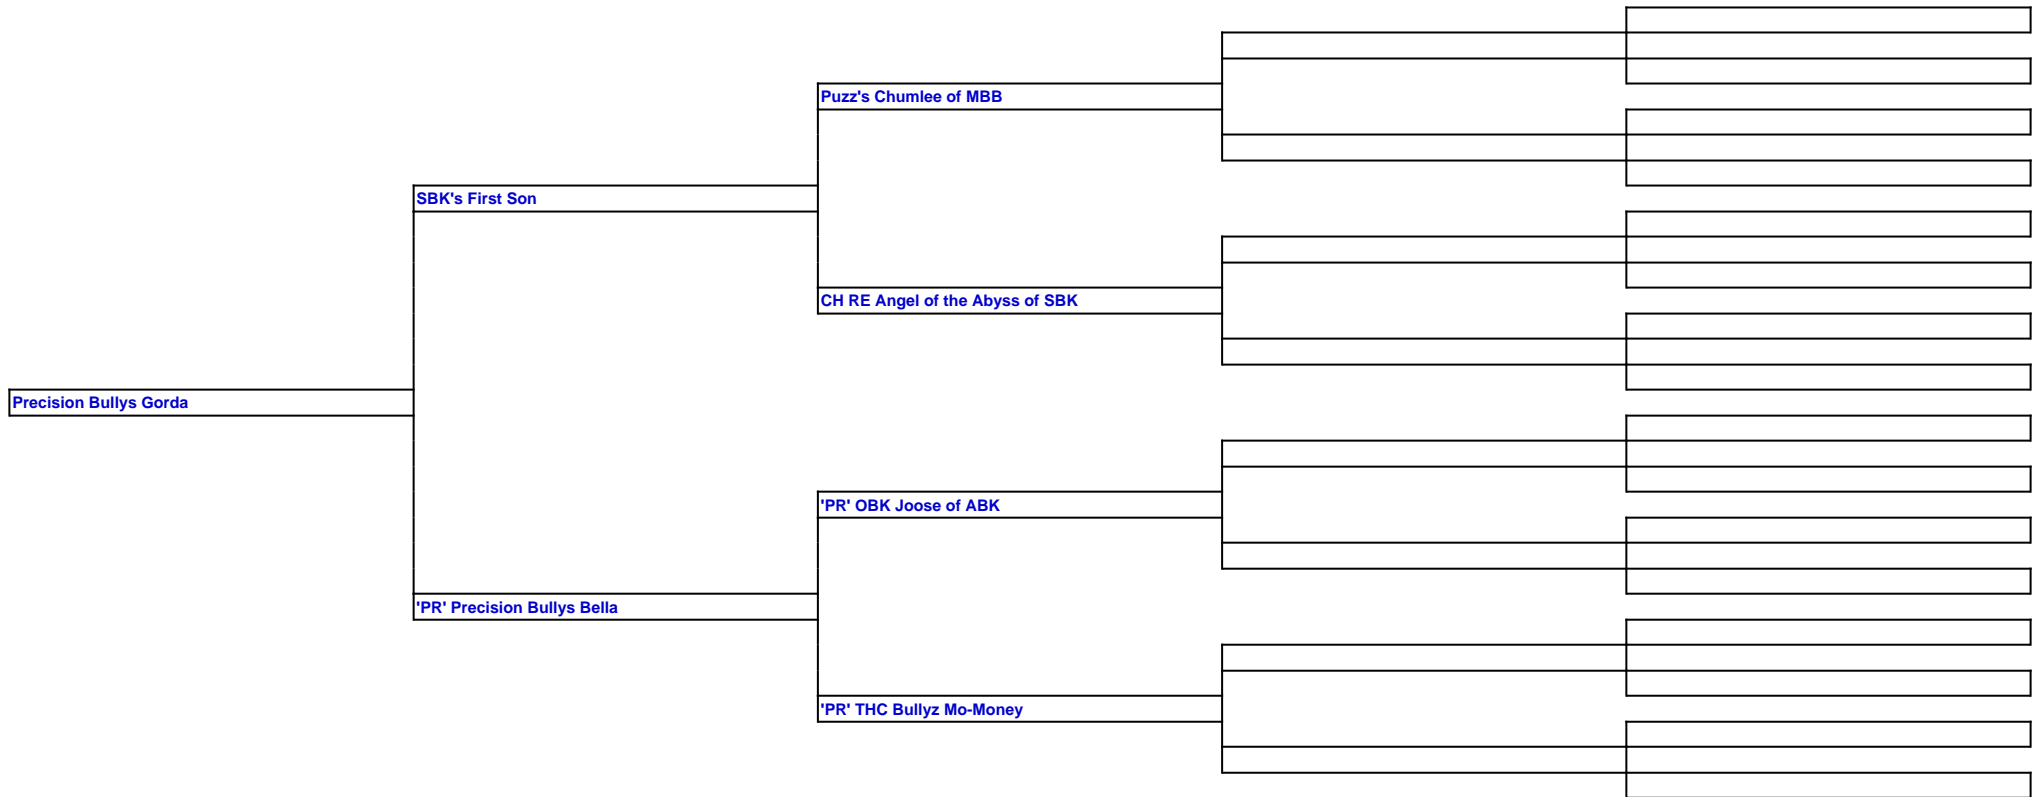 Puzz's Chumlee of MBB
SBK's First Son
CH RE Angel of the Abyss of SBK
Precision Bullys Gorda
'PR' OBK Joose of ABK
'PR' Precision Bullys Bella
'PR' THC Bullyz Mo-Money